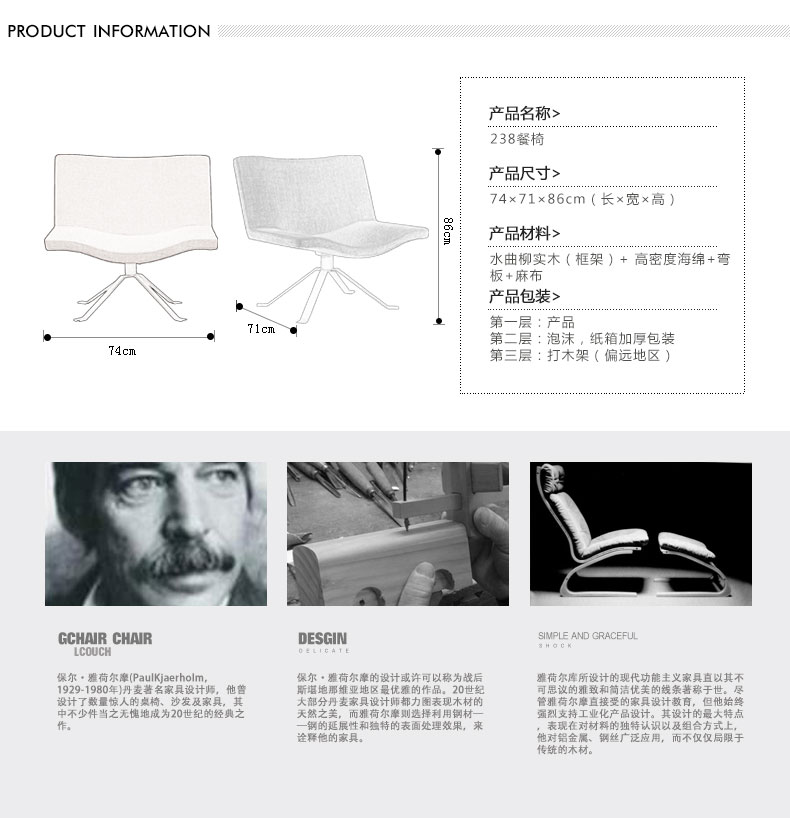 PRODUCT INFORMATION
产品名称>
238餐椅
产品尺寸>
74×71×86cm（长×宽×高）
产品材料>
水曲柳实木（框架）+ 高密度海绵+弯
板+麻布
产品包装>
第一层：产品
第二层：泡沫，纸箱加厚包装
第三层：打木架（偏远地区）
86cm
71cm
74cm
GCHAIR CHAIR
LCOUCH
保尔·雅荷尔摩(PaulKjaerholm,
1929-1980年)丹麦著名家具设计师，他曾
设计了数量惊人的桌椅、沙发及家具，其
中不少件当之无愧地成为20世纪的经典之
作。
DESGIN
DELICATE
保尔·雅荷尔摩的设计或许可以称为战后
斯堪地那维亚地区最优雅的作品。20世纪
大部分丹麦家具设计师都力图表现木材的
天然之美，而雅荷尔摩则选择利用钢材—
—钢的延展性和独特的表面处理效果，来
诠释他的家具。
SIMPLE AND GRACEFUL
SHOCK
雅荷尔库所设计的现代功能主义家具直以其不
可思议的雅致和简洁优美的线条著称于世。尽
管雅荷尔摩直接受的家具设计教育，但他始终
强烈支持工业化产品设计。其设计的最大特点
，表现在对材料的独特认识以及组合方式上，
他对铝金属、钢丝广泛应用，而不仅仅局限于
传统的木材。